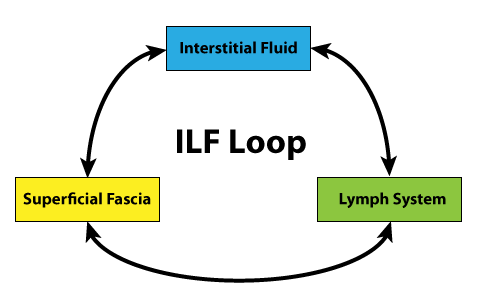 Interstitial Fluid
ILF Loop
Superficial Fascia
Lymph System